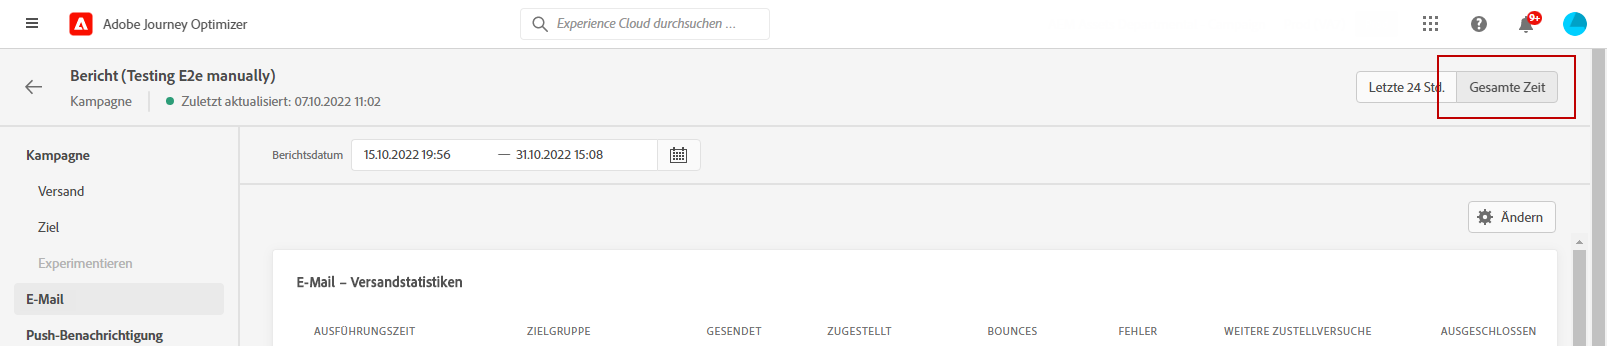 Adobe Journey Optimizer
Experience Cloud durchsuchen ...
9+
Bericht (Testing E2e manually)
Kampagne
Zuletzt aktualisiert: 07.10.2022 11:02
Letzte 24 Std.
Gesamte Zeit
Kampagne
Versand
Ziel
Experimentieren
E-Mail
Push-Benachrichtigung
Berichtsdatum
15.10.2022 19:56 — 31.10.2022 15:08
Ändern
E-Mail – Versandstatistiken
AUSFÜHRUNGSZEIT ZIELGRUPPE GESENDET ZUGESTELLT BOUNCES FEHLER WEITERE ZUSTELLVERSUCHE AUSGESCHLOSSEN